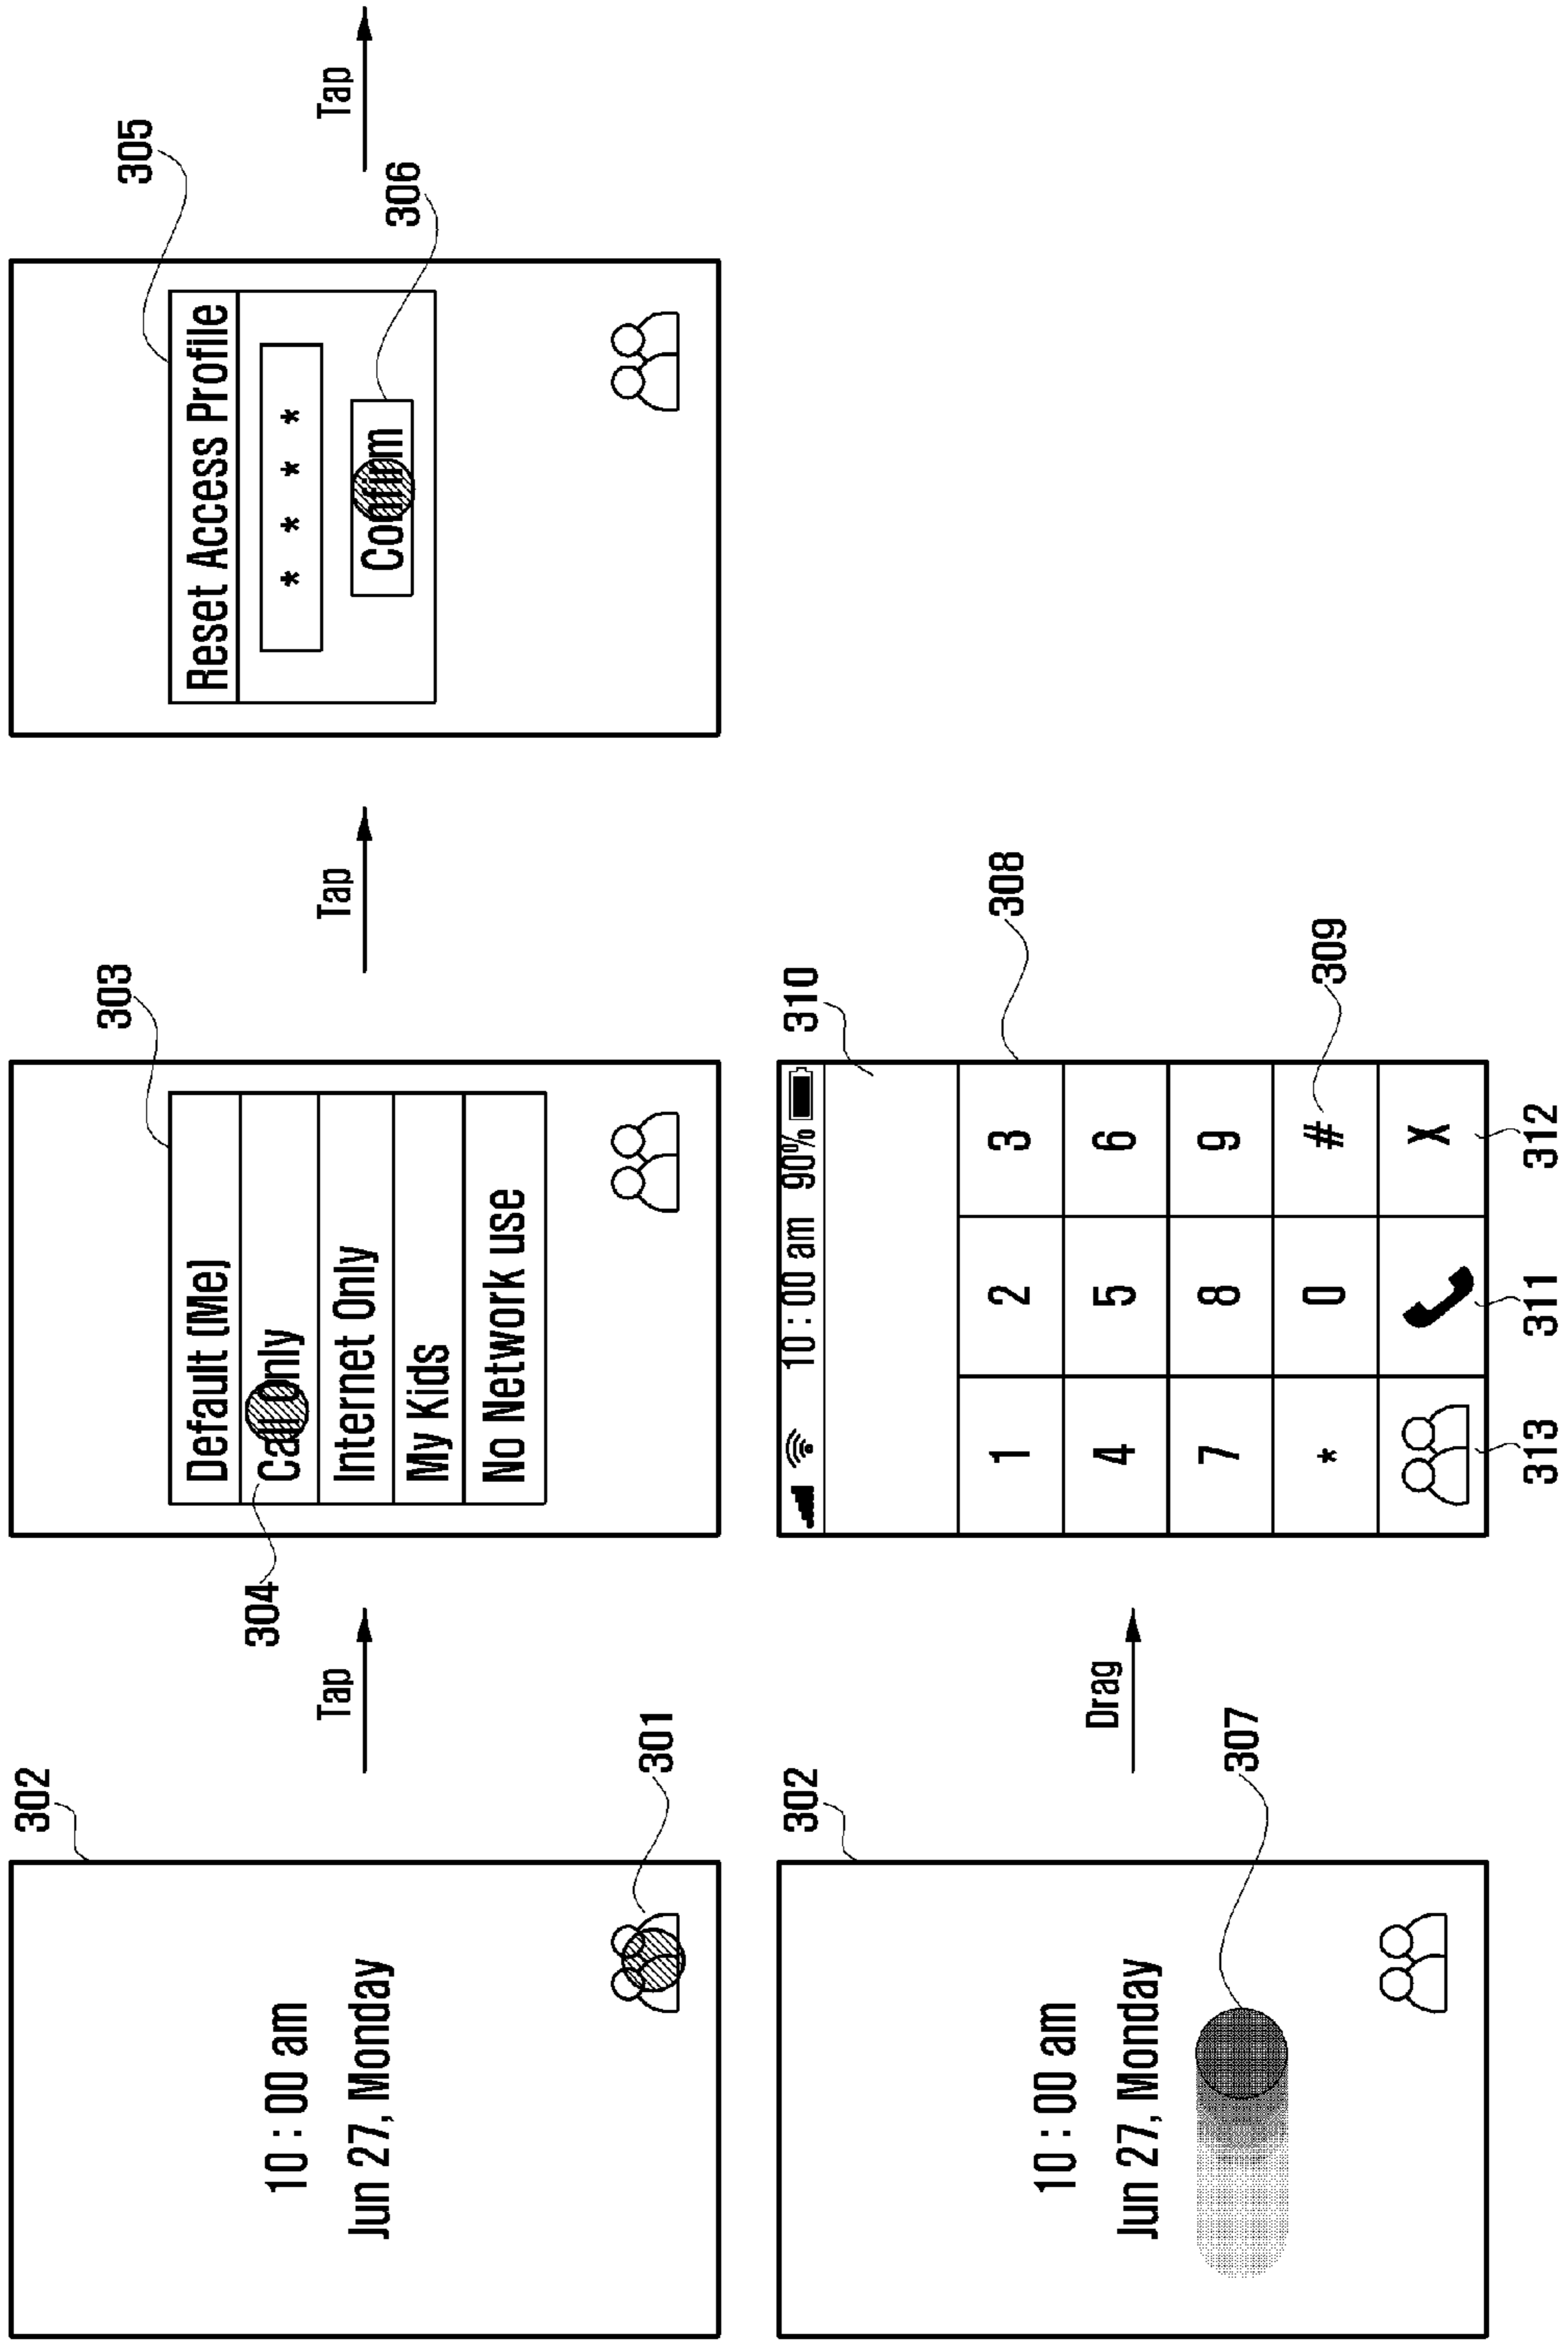 302
10 : 00 am
Jun 27, Monday
301
Tap
303
Default (Me)
304
Call Only
Internet Only
My Kids
No Network use
Tap
305
Reset Access Profile
* * * *
Confirm
306
Tap
302
10 : 00 am
Jun 27, Monday
307
Drag
310
10 : 00 am 90%
308
1 2 3
4 5 6
7 8 9
* 0 #
309
X
313 311 312